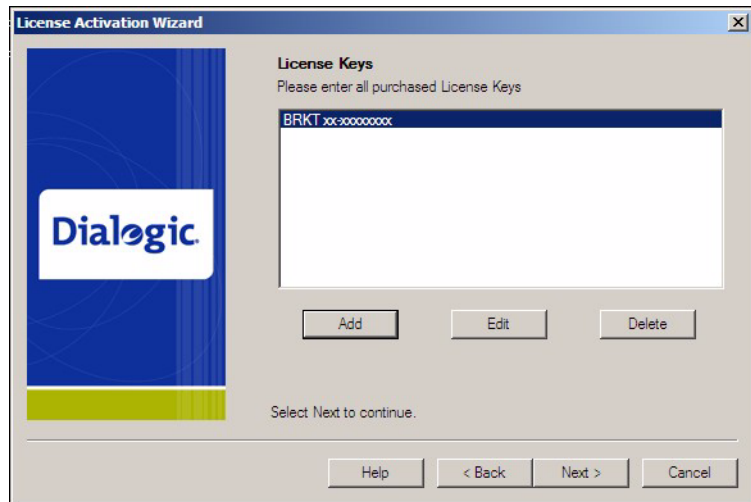 License Activation Wizard
License Keys
Please enter all purchased License Keys
BRKT xx-xxxxxxxx
Dialogic.
Add Edit Delete
Select Next to continue.
Help < Back Next > Cancel